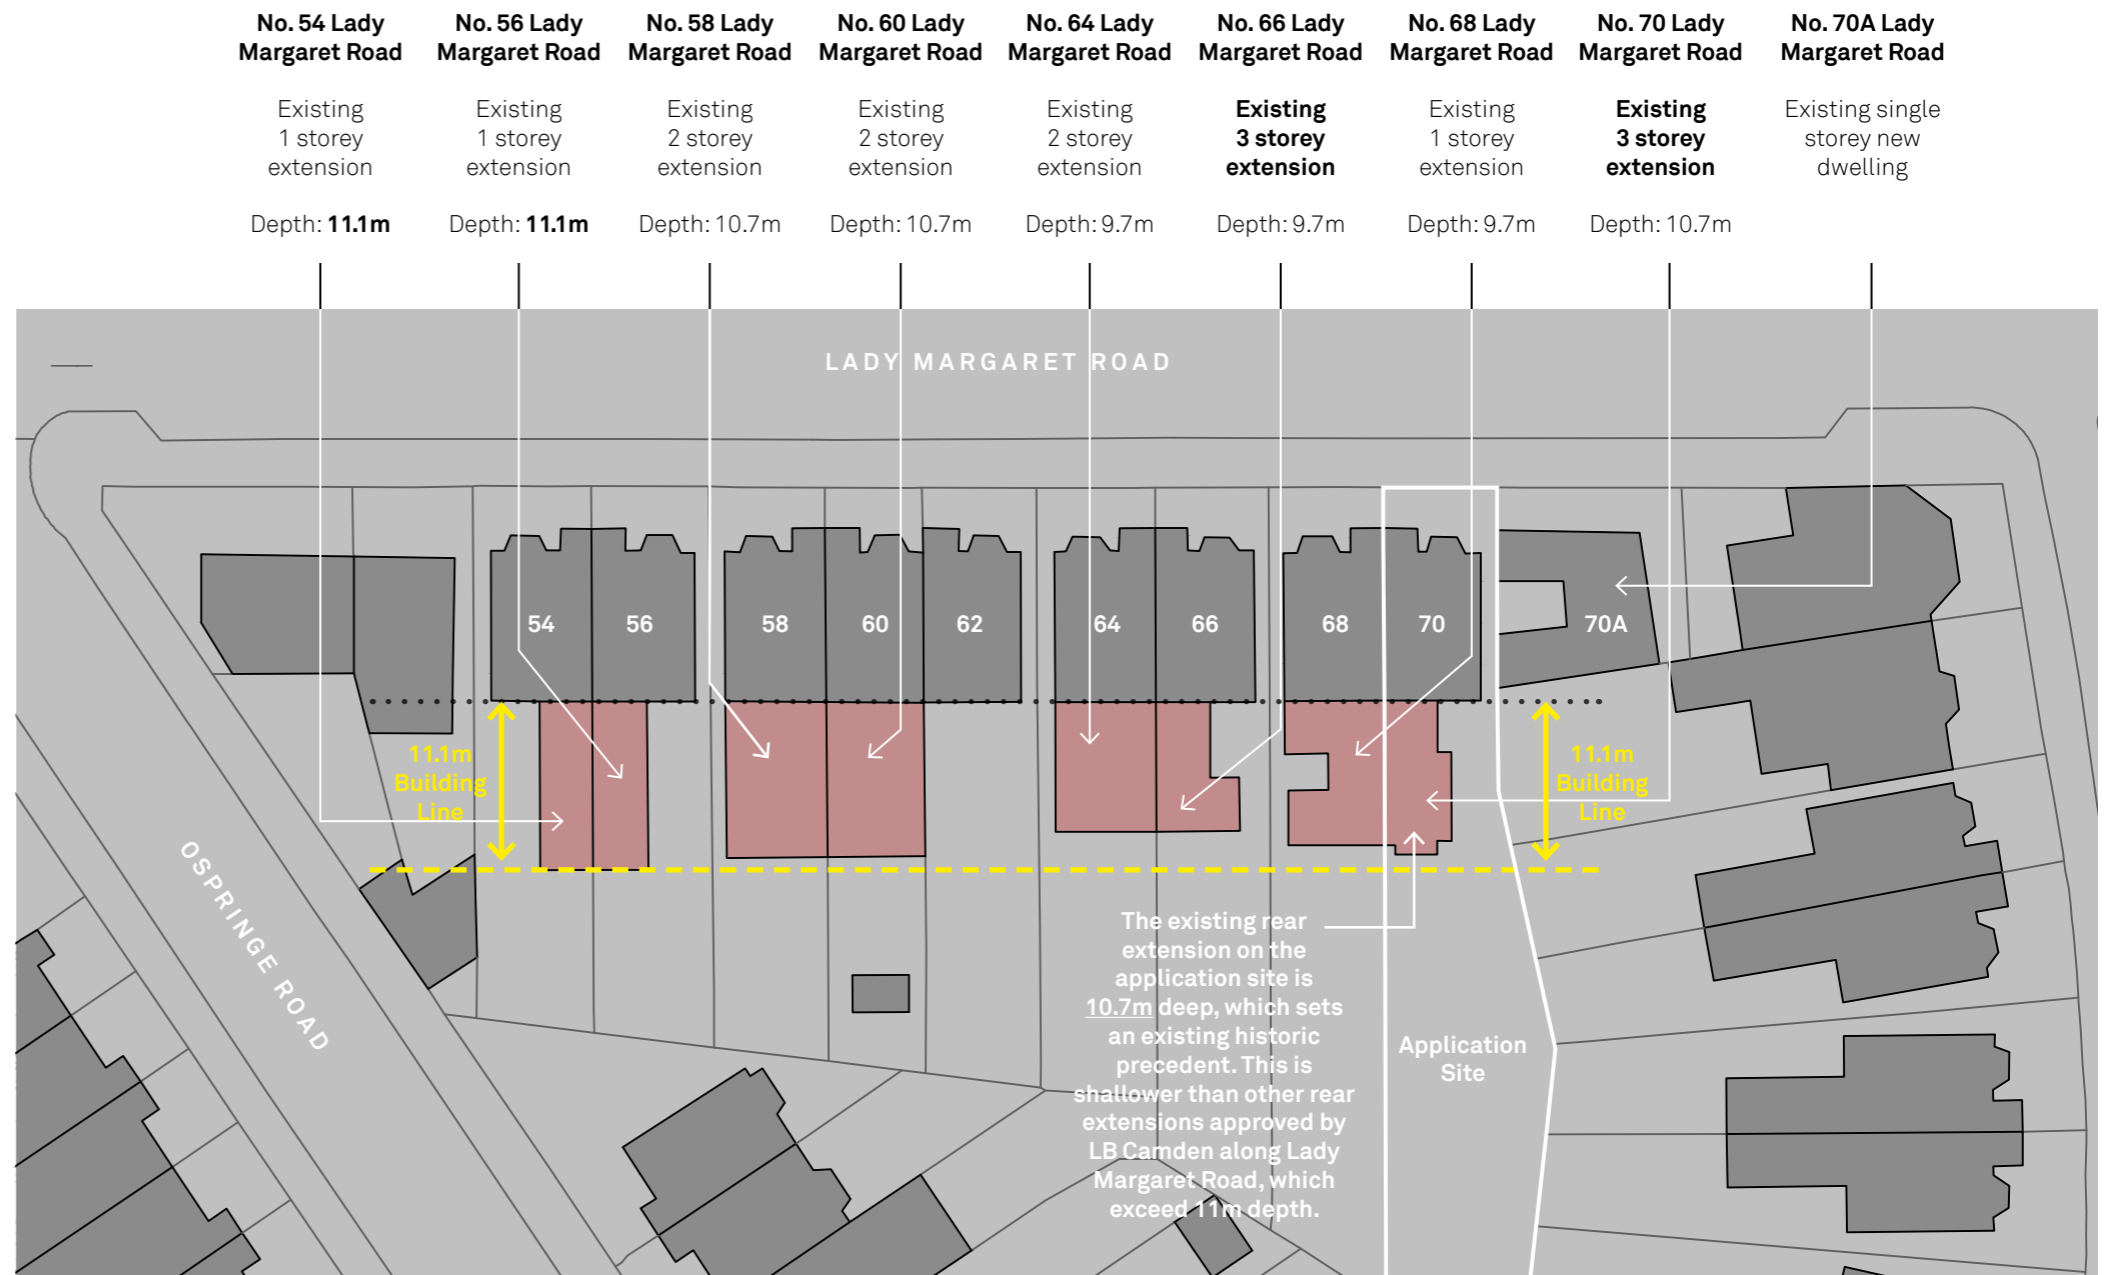 No. 54 Lady
Margaret Road
Existing
1 storey
extension
Depth: 11.1m
No. 56 Lady
Margaret Road
Existing
1 storey
extension
Depth: 11.1m
No. 58 Lady
Margaret Road
Existing
2 storey
extension
Depth: 10.7m
No. 60 Lady
Margaret Road
Existing
2 storey
extension
Depth: 10.7m
No. 64 Lady
Margaret Road
Existing
2 storey
extension
Depth: 9.7m
No. 66 Lady
Margaret Road
Existing
3 storey
extension
Depth: 9.7m
No. 68 Lady
Margaret Road
Existing
1 storey
extension
Depth: 9.7m
No. 70 Lady
Margaret Road
Existing
3 storey
extension
Depth: 10.7m
No. 70A Lady
Margaret Road
Existing single
storey new
dwelling
LADY MARGARET ROAD
54
56
58
60
62
64
66
68
70
70A
11.1m
Building
Line
11.1m
Building
Line
OSPRINGE ROAD
The existing rear
extension on the
application site is
10.7m deep, which sets
an existing historic
precedent. This is
shallower than other rear
extensions approved by
LB Camden along Lady
Margaret Road, which
exceed 11m depth.
Application
Site